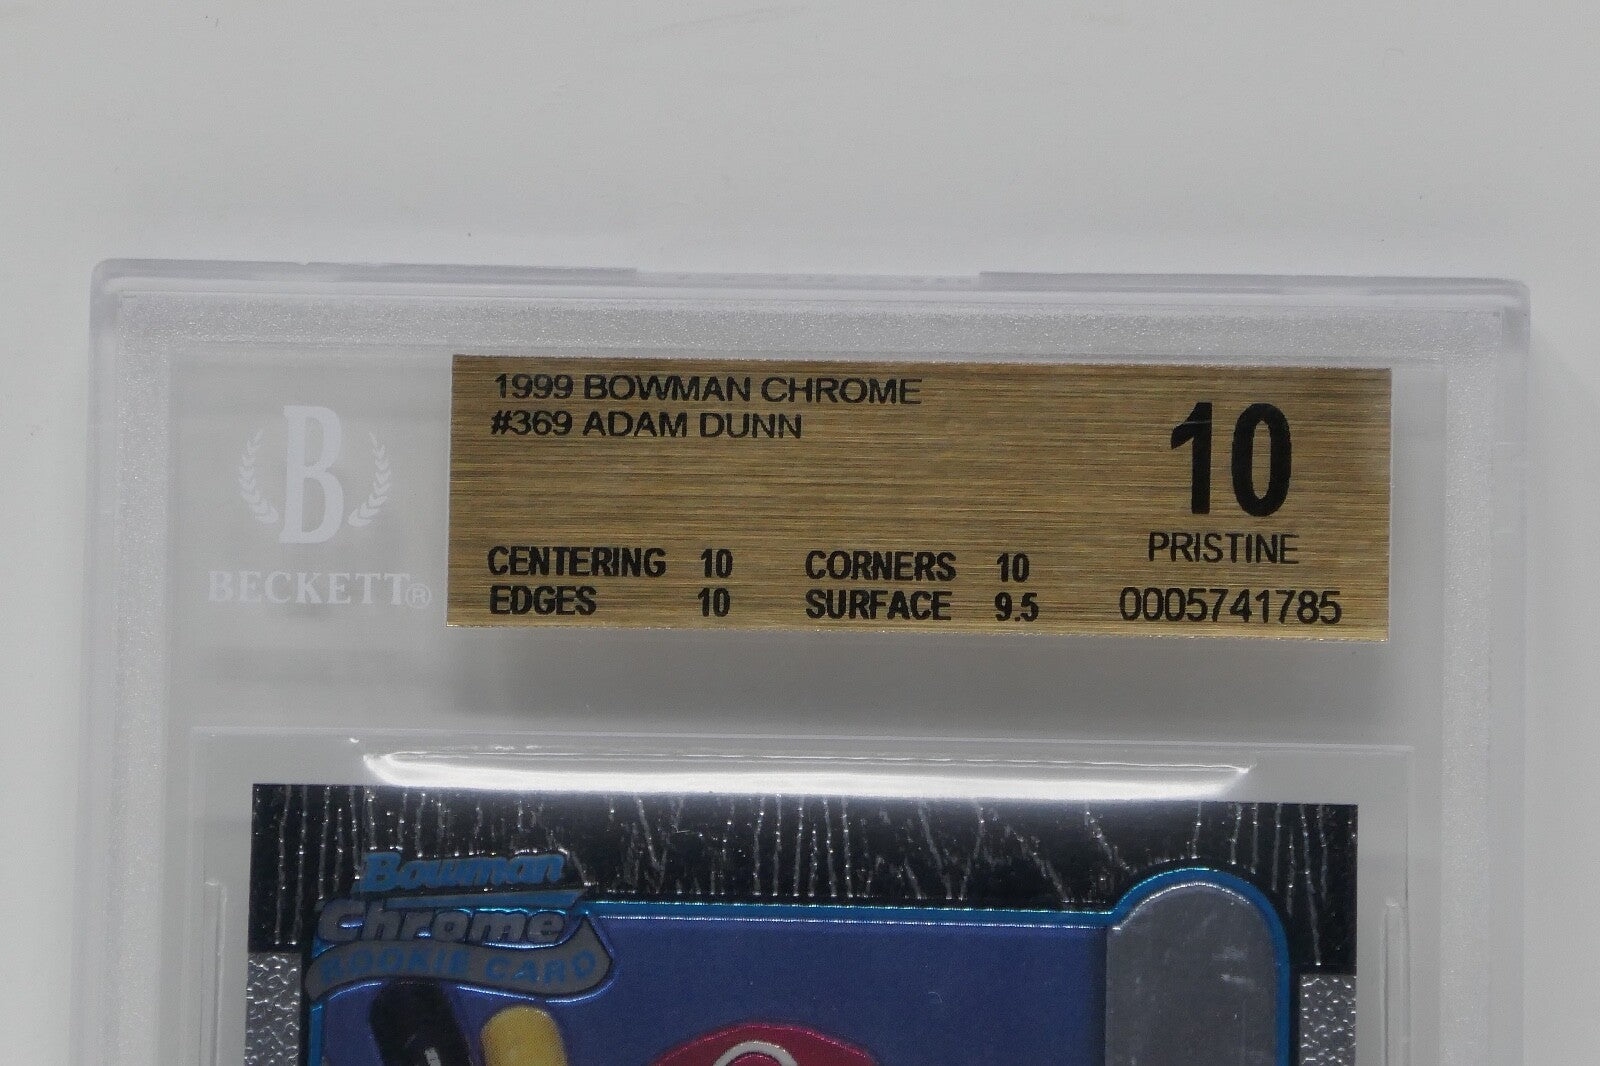 1999 BOWMAN CHROME
#369 ADAM DUNN
10
PRISTINE
CENTERING 10 CORNERS 10
EDGES 10 SURFACE 9.5
0005741785
B
BECKETT®
Bowman
Chrome
ROOKIE CARD